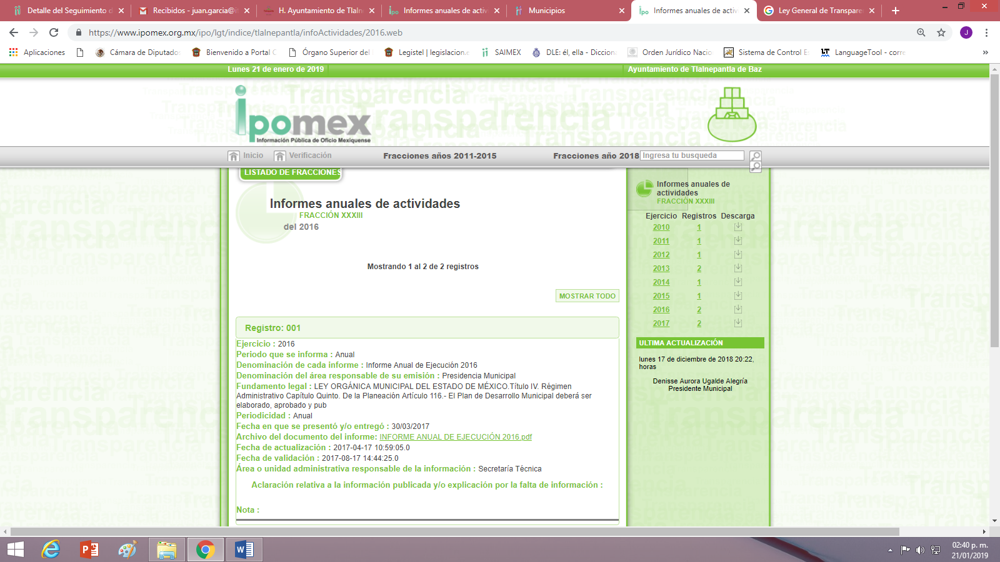 Detalle del Seguimiento d
Recibidos - juan.garcia@i
H. Ayuntamiento de Tlaln
Informes anuales de activ
Municipios
Informes anuales de activ
Ley General de Transpare
https://www.ipomex.org.mx/ipo/lgt/indice/tlalnepantla/infoActividades/2016.web
J
Aplicaciones
Cámara de Diputados
Bienvenido a Portal C
Órgano Superior del
Legistel | legislacion.e
SAIMEX
DLE: él, ella - Diccion
Orden Jurídico Nacio
Sistema de Control Es
LanguageTool - corre
»
Lunes 21 de enero de 2019
Ayuntamiento de Tlalnepantla de Baz
Transparencia
ipomex
Información Pública de Oficio Mexiquense
Inicio
Verificación
Fracciones años 2011-2015
Fracciones año 2018
Ingresa tu busqueda
LISTADO DE FRACCIONES
Informes anuales de actividades
FRACCIÓN XXXIII
del 2016
Mostrando 1 al 2 de 2 registros
MOSTRAR TODO
Registro: 001
Ejercicio : 2016
Periodo que se informa : Anual
Denominación de cada informe : Informe Anual de Ejecución 2016
Denominación del área responsable de su emisión : Presidencia Municipal
Fundamento legal : LEY ORGÁNICA MUNICIPAL DEL ESTADO DE MÉXICO.Título IV. Régimen
Administrativo Capítulo Quinto. De la Planeación Artículo 116.- El Plan de Desarrollo Municipal deberá ser
elaborado, aprobado y pub
Periodicidad : Anual
Fecha en que se presentó y/o entregó : 30/03/2017
Archivo del documento del informe: INFORME ANUAL DE EJECUCIÓN 2016.pdf
Fecha de actualización : 2017-04-17 10:59:05.0
Fecha de validación : 2017-08-17 14:44:25.0
Área o unidad administrativa responsable de la información : Secretaría Técnica
Aclaración relativa a la información publicada y/o explicación por la falta de información :
Nota :
Informes anuales de
actividades
FRACCIÓN XXXIII
Ejercicio Registros Descarga
2010 1
2011 1
2012 1
2013 2
2014 1
2015 1
2016 2
2017 2
ULTIMA ACTUALIZACIÓN
lunes 17 de diciembre de 2018 20:22,
horas
Denisse Aurora Ugalde Alegría
Presidente Municipal
02:40 p. m.
21/01/2019